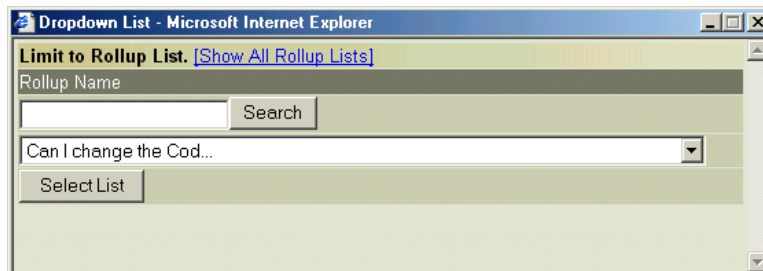 Dropdown List - Microsoft Internet Explorer
Limit to Rollup List. [Show All Rollup Lists]
Rollup Name
Search
Can I change the Cod...
Select List